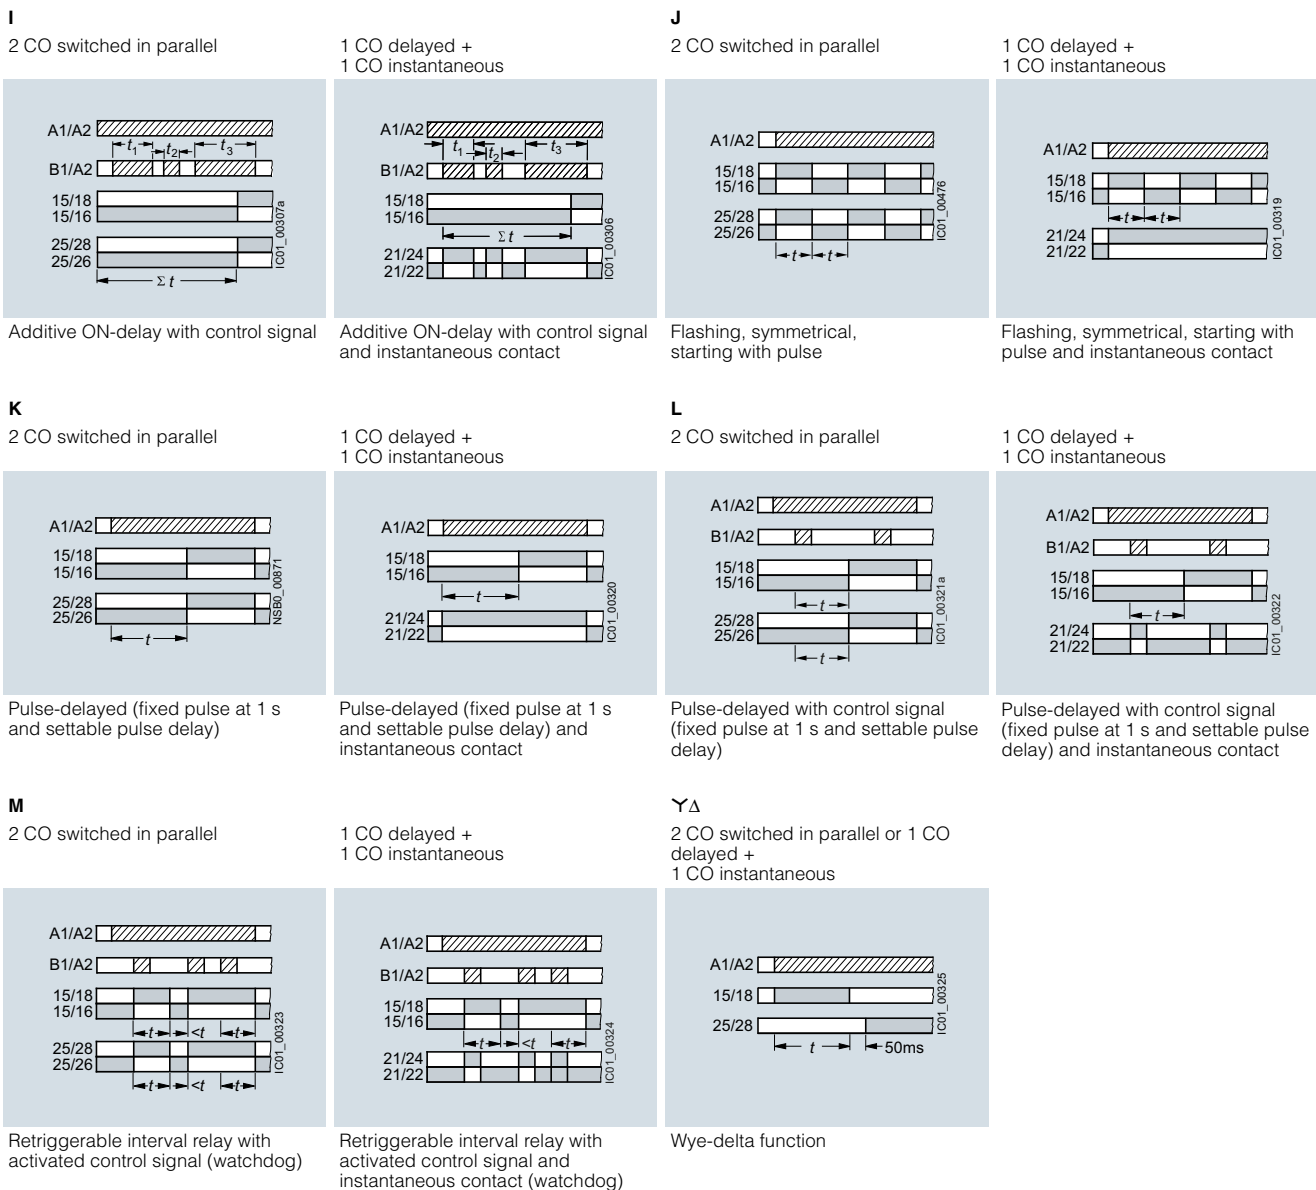 I
2 CO switched in parallel
1 CO delayed +
1 CO instantaneous
A1/A2
t1
t2
t3
B1/A2
15/18
15/16
25/28
25/26
Σ t
IC01_00307a
A1/A2
t1
t2
t3
B1/A2
15/18
15/16
Σ t
21/24
21/22
IC01_00306
Additive ON-delay with control signal
Additive ON-delay with control signal
and instantaneous contact
J
2 CO switched in parallel
1 CO delayed +
1 CO instantaneous
A1/A2
15/18
15/16
25/28
25/26
t
t
IC01_00476
A1/A2
15/18
15/16
t
t
21/24
21/22
IC01_00319
Flashing, symmetrical,
starting with pulse
Flashing, symmetrical, starting with
pulse and instantaneous contact
K
2 CO switched in parallel
1 CO delayed +
1 CO instantaneous
A1/A2
15/18
15/16
25/28
25/26
t
NSB0_00871
A1/A2
15/18
15/16
t
21/24
21/22
IC01_00320
Pulse-delayed (fixed pulse at 1 s
and settable pulse delay)
Pulse-delayed (fixed pulse at 1 s
and settable pulse delay) and
instantaneous contact
L
2 CO switched in parallel
1 CO delayed +
1 CO instantaneous
A1/A2
B1/A2
15/18
15/16
t
25/28
25/26
t
IC01_00321a
A1/A2
B1/A2
15/18
15/16
t
21/24
21/22
IC01_00322
Pulse-delayed with control signal
(fixed pulse at 1 s and settable pulse
delay)
Pulse-delayed with control signal
(fixed pulse at 1 s and settable pulse
delay) and instantaneous contact
M
2 CO switched in parallel
1 CO delayed +
1 CO instantaneous
A1/A2
B1/A2
15/18
15/16
t
<t
t
25/28
25/26
t
<t
t
IC01_00323
A1/A2
B1/A2
15/18
15/16
t
<t
t
21/24
21/22
IC01_00324
Retriggerable interval relay with
activated control signal (watchdog)
Retriggerable interval relay with
activated control signal and
instantaneous contact (watchdog)
YΔ
2 CO switched in parallel or 1 CO
delayed +
1 CO instantaneous
A1/A2
15/18
25/28
t
50ms
IC01_00325
Wye-delta function